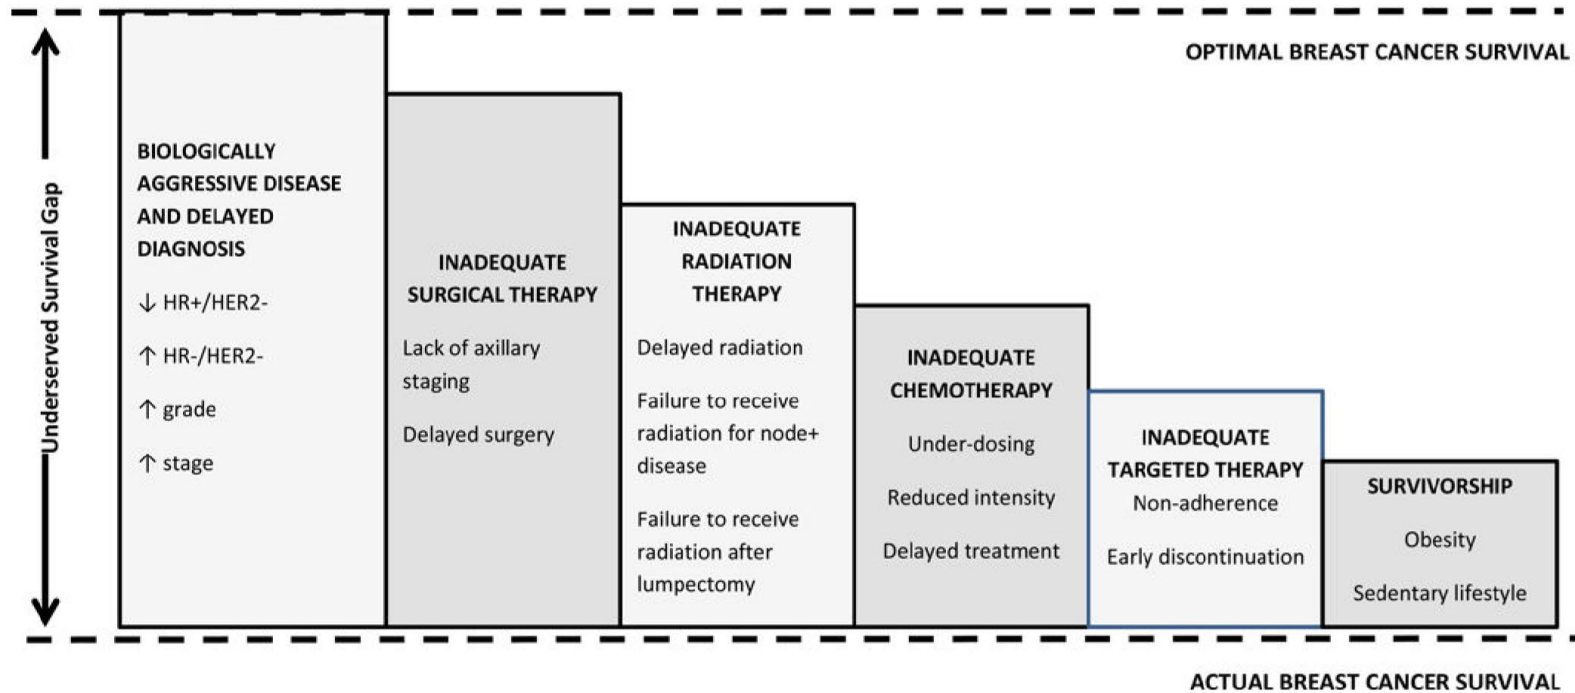 OPTIMAL BREAST CANCER SURVIVAL
Underserved Survival Gap
BIOLOGICALLY
AGGRESSIVE DISEASE
AND DELAYED
DIAGNOSIS
↓ HR+/HER2-
↑ HR-/HER2-
↑ grade
↑ stage
INADEQUATE
SURGICAL THERAPY
Lack of axillary
staging
Delayed surgery
INADEQUATE
RADIATION
THERAPY
Delayed radiation
Failure to receive
radiation for node+
disease
Failure to receive
radiation after
lumpectomy
INADEQUATE
CHEMOTHERAPY
Under-dosing
Reduced intensity
Delayed treatment
INADEQUATE
TARGETED THERAPY
Non-adherence
Early discontinuation
SURVIVORSHIP
Obesity
Sedentary lifestyle
ACTUAL BREAST CANCER SURVIVAL